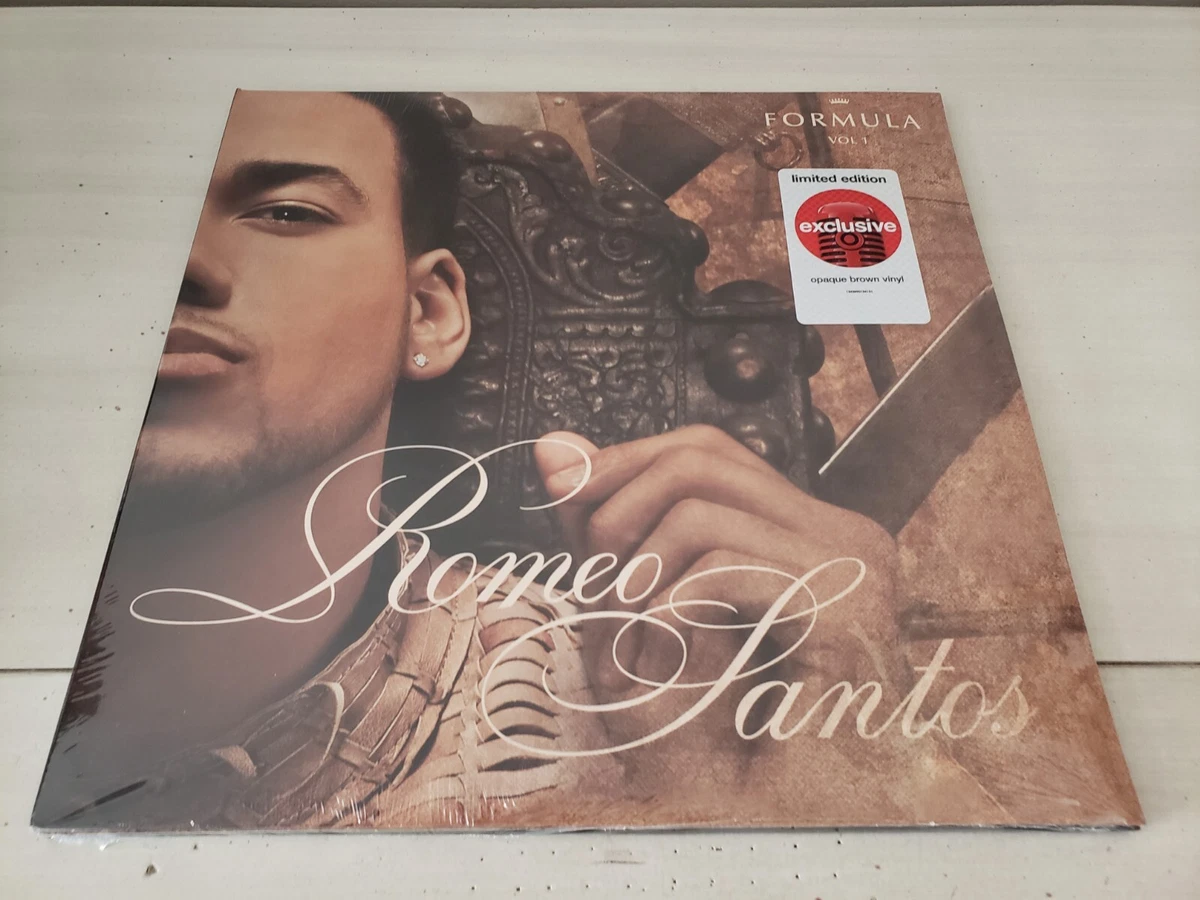 FORMULA
VOL 1
limited edition
exclusive
opaque brown vinyl
Romeo
Santos